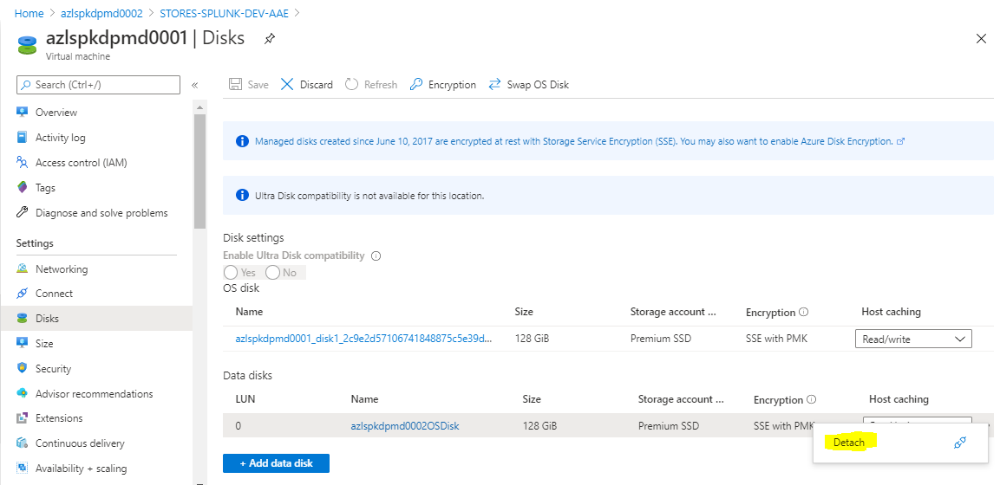 Home > azlspkdpmd0002 > STORES-SPLUNK-DEV-AAE >
azlspkdpmd0001 | Disks
Virtual machine
Search (Ctrl+/)
«
Overview
Activity log
Access control (IAM)
Tags
Diagnose and solve problems
Settings
Networking
Connect
Disks
Size
Security
Advisor recommendations
Extensions
Continuous delivery
Availability + scaling
Save Discard Refresh Encryption Swap OS Disk
Managed disks created since June 10, 2017 are encrypted at rest with Storage Service Encryption (SSE). You may also want to enable Azure Disk Encryption.
Ultra Disk compatibility is not available for this location.
Disk settings
Enable Ultra Disk compatibility
Yes No
OS disk
Name Size Storage account ... Encryption Host caching
azlspkdpmd0001_disk1_2c9e2d57106741848875c5e39d... 128 GiB Premium SSD SSE with PMK Read/write
Data disks
LUN Name Size Storage account ... Encryption Host caching
0 azlspkdpmd0002OSDisk 128 GiB Premium SSD SSE with PMK
Detach
+ Add data disk